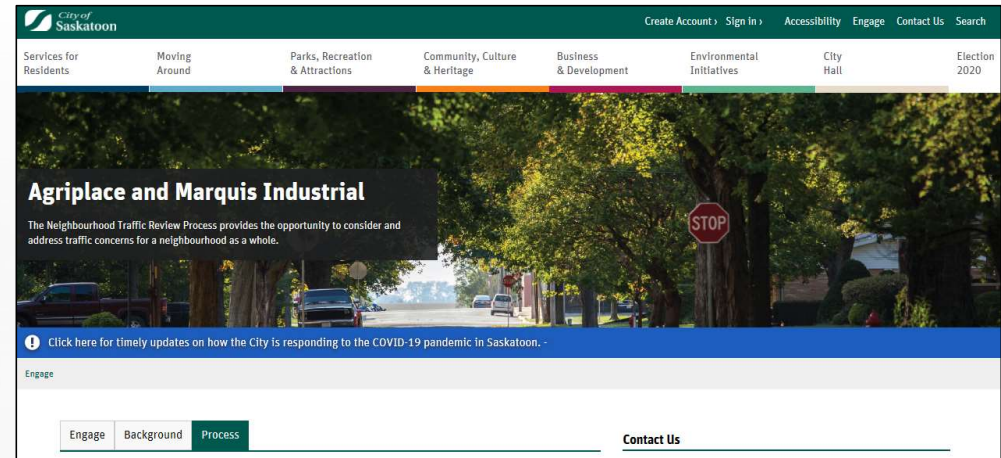 City of
Saskatoon
Create Account › Sign in › Accessibility Engage Contact Us Search
Services for
Residents
Moving
Around
Parks, Recreation
& Attractions
Community, Culture
& Heritage
Business
& Development
Environmental
Initiatives
City
Hall
Election
2020
Agriplace and Marquis Industrial
The Neighbourhood Traffic Review Process provides the opportunity to consider and
address traffic concerns for a neighbourhood as a whole.
STOP
! Click here for timely updates on how the City is responding to the COVID-19 pandemic in Saskatoon. -
Engage
Engage Background Process
Contact Us